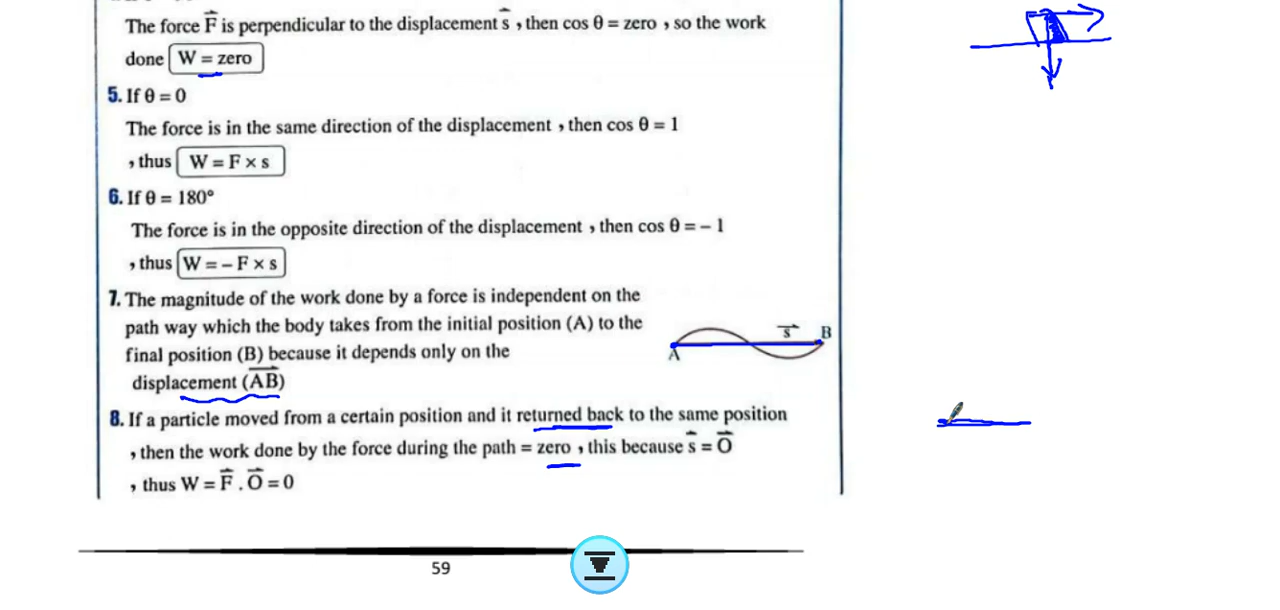 The force F is perpendicular to the displacement s , then cos θ = zero , so the work
done W = zero
5. If θ = 0
The force is in the same direction of the displacement , then cos θ = 1
, thus W = F × s
6. If θ = 180°
The force is in the opposite direction of the displacement , then cos θ = – 1
, thus W = – F × s
7. The magnitude of the work done by a force is independent on the
path way which the body takes from the initial position (A) to the
final position (B) because it depends only on the
displacement (AB)
A s B
8. If a particle moved from a certain position and it returned back to the same position
, then the work done by the force during the path = zero , this because s = O
, thus W = F . O = 0
59